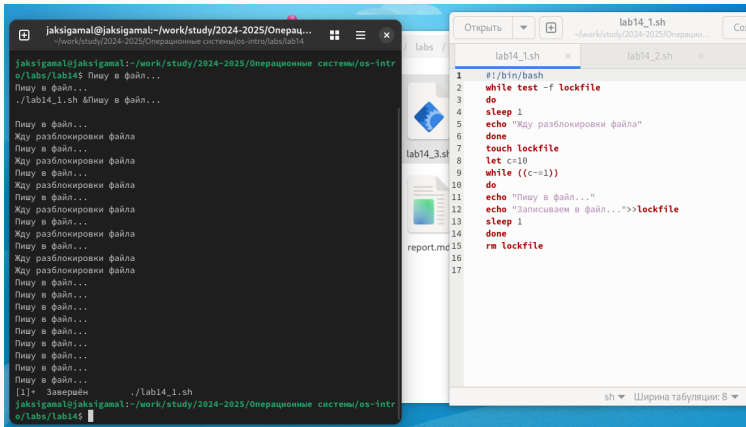 jaksigamal@jaksigamal:~/work/study/2024-2025/Операц...
~/work/study/2024-2025/Операционные системы/os-intro/labs/lab14
jaksigamal@jaksigamal:~/work/study/2024-2025/Операционные системы/os-intr
o/labs/lab14$ Пишу в файл...
Пишу в файл...
./lab14_1.sh &Пишу в файл...
Пишу в файл...
Жду разблокировки файла
Пишу в файл...
Жду разблокировки файла
Пишу в файл...
Жду разблокировки файла
Пишу в файл...
Жду разблокировки файла
Пишу в файл...
Жду разблокировки файла
Пишу в файл...
Жду разблокировки файла
Жду разблокировки файла
Пишу в файл...
Пишу в файл...
Пишу в файл...
Пишу в файл...
Пишу в файл...
Пишу в файл...
Пишу в файл...
Пишу в файл...
Пишу в файл...
[1]+  Завершён        ./lab14_1.sh
jaksigamal@jaksigamal:~/work/study/2024-2025/Операционные системы/os-intr
o/labs/lab14$
/ labs /
lab14_3.sh
report.md
Открыть
lab14_1.sh
~/work/study/2024-2025/Операцио...
Со
lab14_1.sh ×
lab14_2.sh ×
1 #!/bin/bash
2 while test -f lockfile
3 do
4 sleep 1
5 echo "Жду разблокировки файла"
6 done
7 touch lockfile
8 let c=10
9 while ((c-=1))
10 do
11 echo "Пишу в файл..."
12 echo "Записываем в файл...">>lockfile
13 sleep 1
14 done
15 rm lockfile
16
17
sh Ширина табуляции: 8